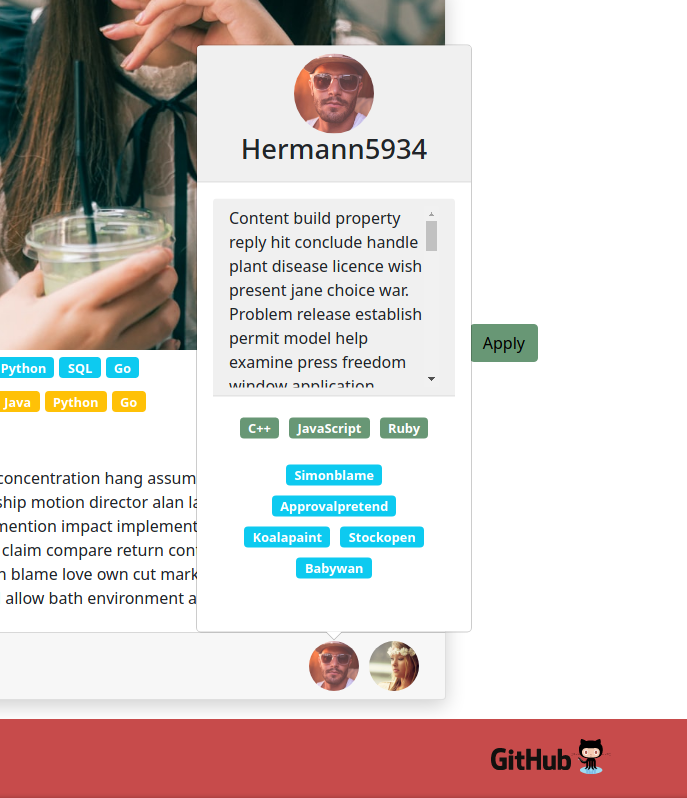 Hermann5934
Content build property
reply hit conclude handle
plant disease licence wish
present jane choice war.
Problem release establish
permit model help
examine press freedom
window application
Apply
Python SQL Go
Java Python Go
C++ JavaScript Ruby
Simonblame
Approvalpretend
Koalapaint Stockopen
Babywan
concentration hang assum
ship motion director alan la
mention impact implement
claim compare return con
blame love own cut mark
allow bath environment a
GitHub